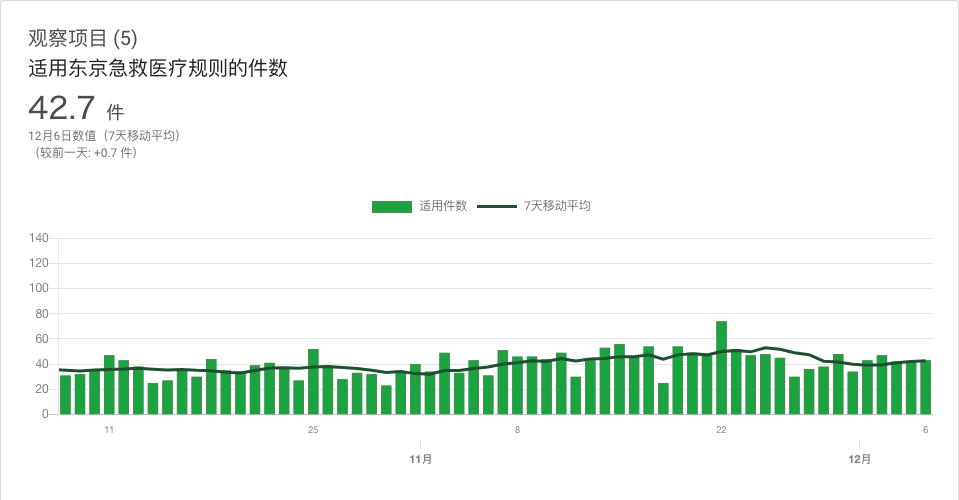 观察项目 (5)
适用东京急救医疗规则的件数
42.7 件
12月6日数值（7天移动平均）
（较前一天: +0.7 件）
适用件数 7天移动平均
140
120
100
80
60
40
20
0
11 25 8 22 6
11月 12月